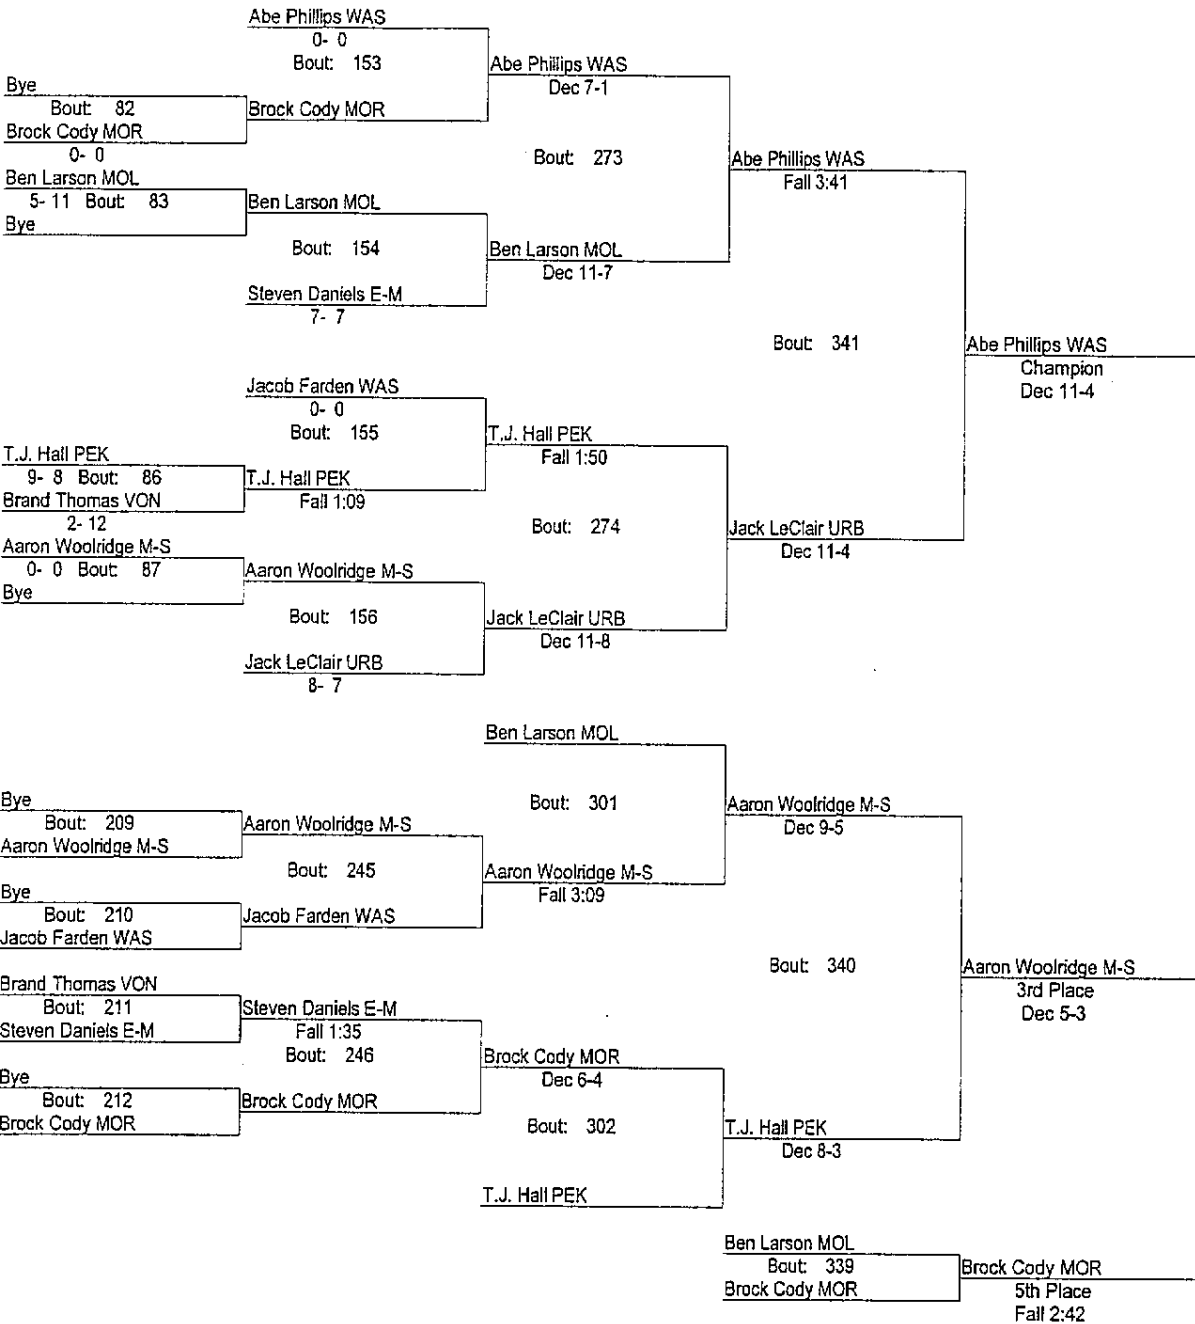 Abe Phillips WAS
0- 0
Bout: 153
Abe Phillips WAS
Dec 7-1
Bye
Bout: 82
Brock Cody MOR
Brock Cody MOR
0- 0
Bout: 273
Abe Phillips WAS
Fall 3:41
Ben Larson MOL
5- 11 Bout: 83
Ben Larson MOL
Bye
Bout: 154
Ben Larson MOL
Dec 11-7
Steven Daniels E-M
7- 7
Bout: 341
Abe Phillips WAS
Champion
Dec 11-4
Jacob Farden WAS
0- 0
Bout: 155
T.J. Hall PEK
Fall 1:50
T.J. Hall PEK
9- 8 Bout: 86
T.J. Hall PEK
Fall 1:09
Brand Thomas VON
2- 12
Bout: 274
Jack LeClair URB
Dec 11-4
Aaron Woolridge M-S
0- 0 Bout: 87
Aaron Woolridge M-S
Bye
Bout: 156
Jack LeClair URB
Dec 11-8
Jack LeClair URB
8- 7
Ben Larson MOL
Bout: 301
Aaron Woolridge M-S
Dec 9-5
Bye
Bout: 209
Aaron Woolridge M-S
Aaron Woolridge M-S
Bout: 245
Aaron Woolridge M-S
Fall 3:09
Bye
Bout: 210
Jacob Farden WAS
Jacob Farden WAS
Bout: 340
Aaron Woolridge M-S
3rd Place
Dec 5-3
Brand Thomas VON
Bout: 211
Steven Daniels E-M
Steven Daniels E-M
Fall 1:35
Bout: 246
Brock Cody MOR
Dec 6-4
Bye
Bout: 212
Brock Cody MOR
Brock Cody MOR
Bout: 302
T.J. Hall PEK
Dec 8-3
T.J. Hall PEK
Ben Larson MOL
Bout: 339
Brock Cody MOR
Brock Cody MOR
5th Place
Fall 2:42